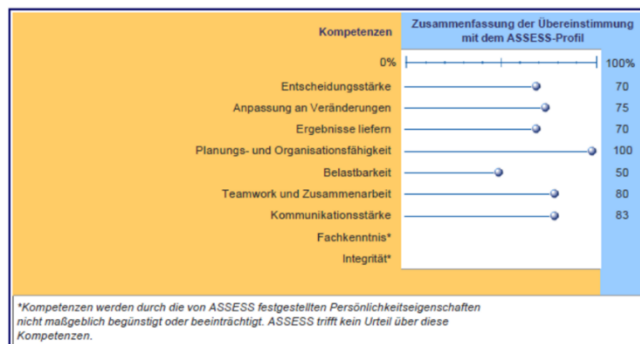 Kompetenzen
Zusammenfassung der Übereinstimmung
mit dem ASSESS-Profil
0% 100%
Entscheidungsstärke 70
Anpassung an Veränderungen 75
Ergebnisse liefern 70
Planungs- und Organisationsfähigkeit 100
Belastbarkeit 50
Teamwork und Zusammenarbeit 80
Kommunikationsstärke 83
Fachkenntnis*
Integrität*
*Kompetenzen werden durch die von ASSESS festgestellten Persönlichkeitseigenschaften
nicht maßgeblich begünstigt oder beeinträchtigt. ASSESS trifft kein Urteil über diese
Kompetenzen.